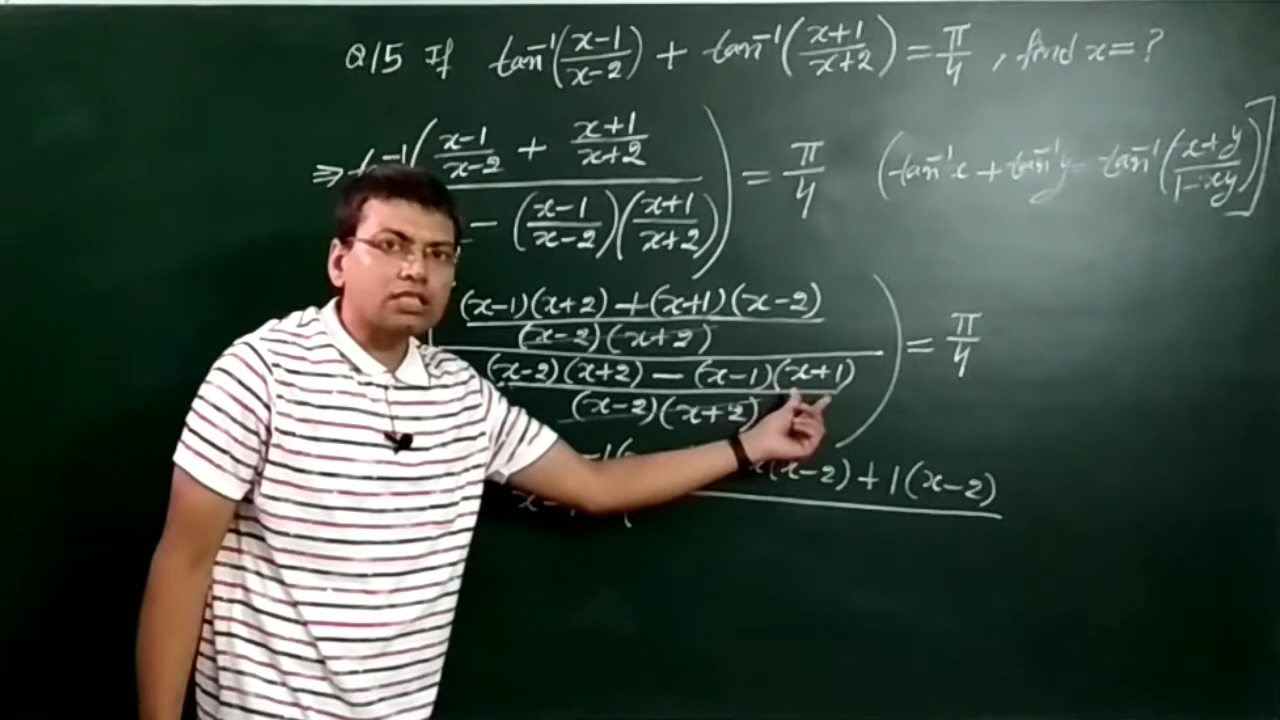 Q15 If tan⁻¹((x-1)/(x-2)) + tan⁻¹((x+1)/(x+2)) = π/4, find x=?
⇒ t⁻¹( ((x-1)/(x-2) + (x+1)/(x+2)) / (- ((x-1)/(x-2))((x+1)/(x+2))) ) = π/4 (tan⁻¹x + tan⁻¹y = tan⁻¹((x+y)/(1-xy))]
((x-1)(x+2) + (x+1)(x-2)) / ((x-2)(x+2))
((x-2)(x+2) - (x-1)(x+1)) / ((x-2)(x+2)) ) = π/4
x(x-2) + 1(x-2)